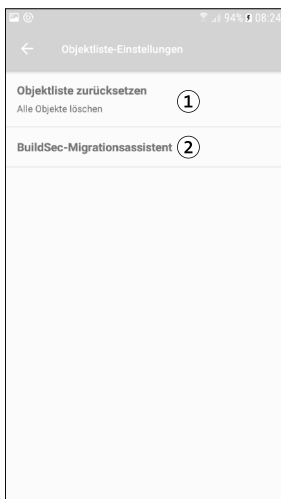 94% 08:24
Objektliste-Einstellungen
Objektliste zurücksetzen
Alle Objekte löschen
1
BuildSec-Migrationsassistent 2